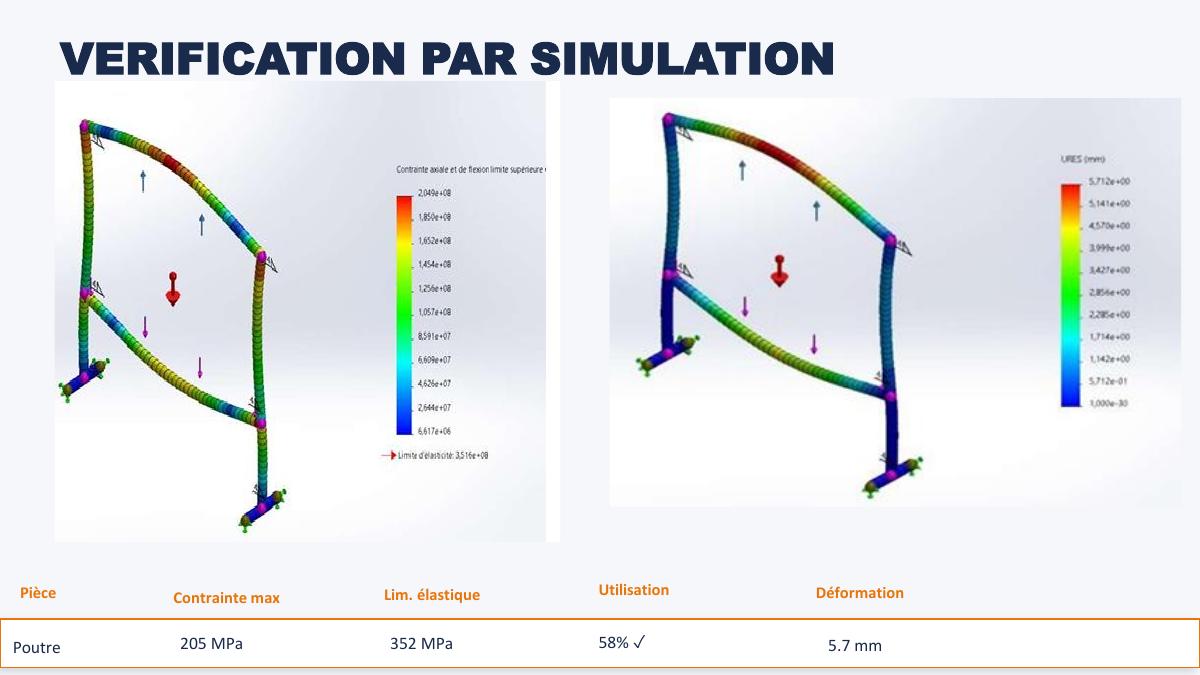 VERIFICATION PAR SIMULATION
Contrainte axiale et de flexion limite supérieure
2,049e+08
1,850e+08
1,652e+08
1,454e+08
1,256e+08
1,057e+08
8,591e+07
6,609e+07
4,626e+07
2,644e+07
6,617e+06
Limite d'élasticité: 3,516e+08
URES (mm)
5,712e+00
5,141e+00
4,570e+00
3,999e+00
3,427e+00
2,856e+00
2,285e+00
1,714e+00
1,142e+00
5,712e-01
1,000e-30
Pièce Contrainte max Lim. élastique Utilisation Déformation
Poutre 205 MPa 352 MPa 58% ✓ 5.7 mm